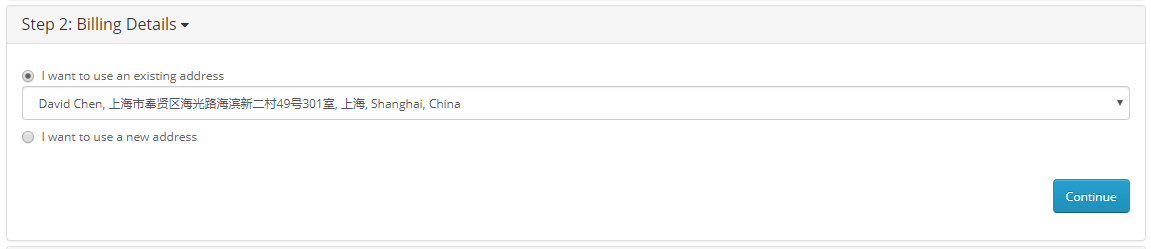 Step 2: Billing Details
I want to use an existing address
David Chen, 上海市奉贤区海光路海滨新二村49号301室, 上海, Shanghai, China
I want to use a new address
Continue